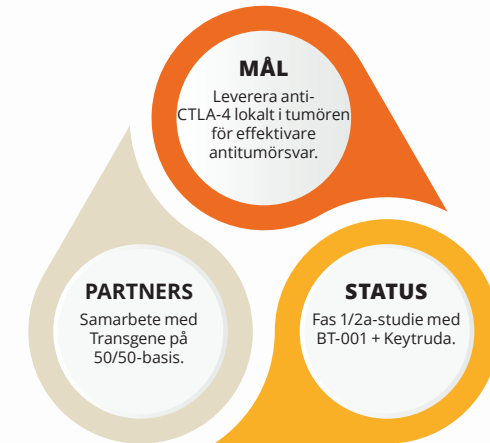 MÅL
Leverera anti-
CTLA-4 lokalt i tumören
för effektivare
antitumörsvar.
PARTNERS
Samarbete med
Transgene på
50/50-basis.
STATUS
Fas 1/2a-studie med
BT-001 + Keytruda.